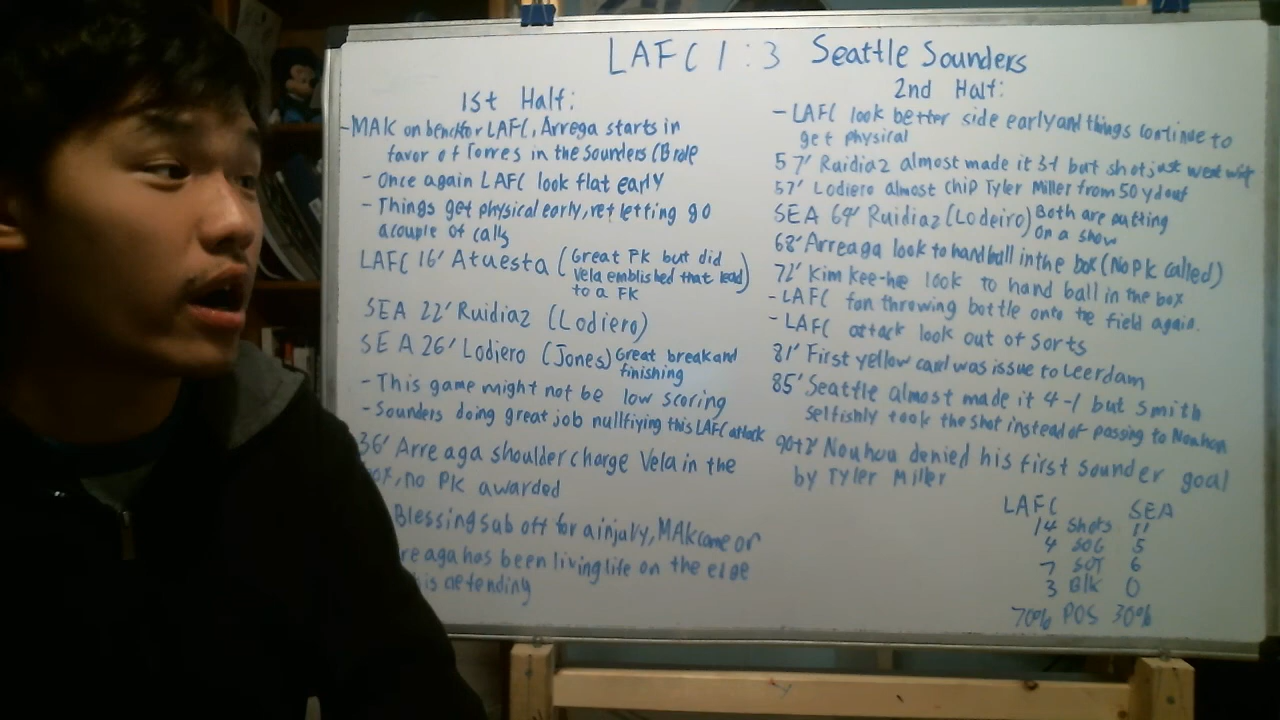 LAFC 1 : 3 Seattle Sounders
1st Half:
-MAK on bench for LAFC, Arrega starts in
favor of Torres in the Sounders CB role
- Once again LAFC look flat early
- Things get physical early, ref letting go
a couple of calls
LAFC 16' Atuesta (Great FK but did
Vela emblished that lead)
to a FK
SEA 22' Ruidiaz (Lodiero)
SEA 26' Lodiero (Jones) Great break and
finishing
- This game might not be low scoring
- Sounders doing great job nullfiying this LAFC attack
36' Arreaga shoulder charge Vela in the
no PK awarded
Blessing sub off for a injury, MAK came on
reaga has been living life on the edge
is defending
2nd Half:
- LAFC look better side early and things continue to
get physical
57' Raidiaz almost made it 3-1 but shot just went
57' Lodiero almost chip Tyler Miller from 50 yd out
SEA 64' Ruidiaz (Lodeiro) Both are putting
on a show
68' Arreaga look to hand ball in the box (No PK called)
72' Kim Kee-hee look to hand ball in the box
- LAFC fan throwing bottle onto the field again.
- LAFC attack look out of sorts
81' First yellow card was issue to Leerdam
85' Seattle almost made it 4-1 but Smith
selfishly took the shot instead of passing to Nouhou
90+2' Nouhou denied his first sounder goal
by Tyler Miller
LAFC SEA
14 Shots 11
4 SOG 5
7 SOT 6
3 Blk 0
70% POS 30%